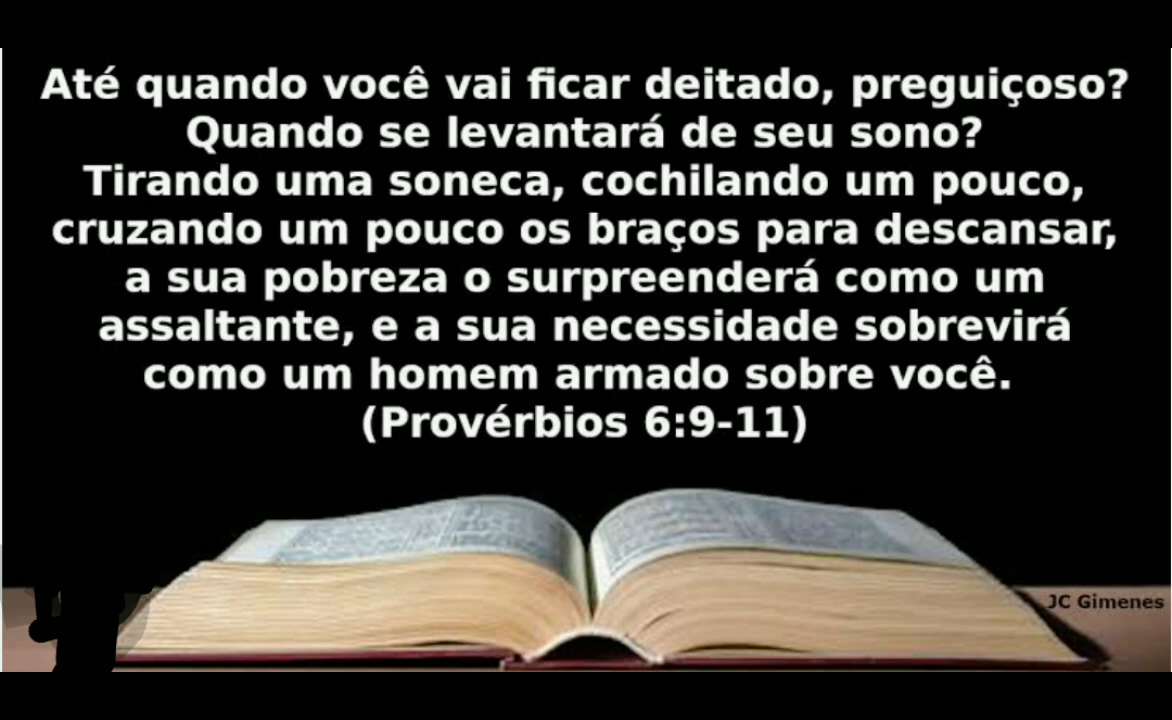 Até quando você vai ficar deitado, preguiçoso?
Quando se levantará de seu sono?
Tirando uma soneca, cochilando um pouco,
cruzando um pouco os braços para descansar,
a sua pobreza o surpreenderá como um
assaltante, e a sua necessidade sobrevirá
como um homem armado sobre você.
(Provérbios 6:9-11)
JC Gimenes